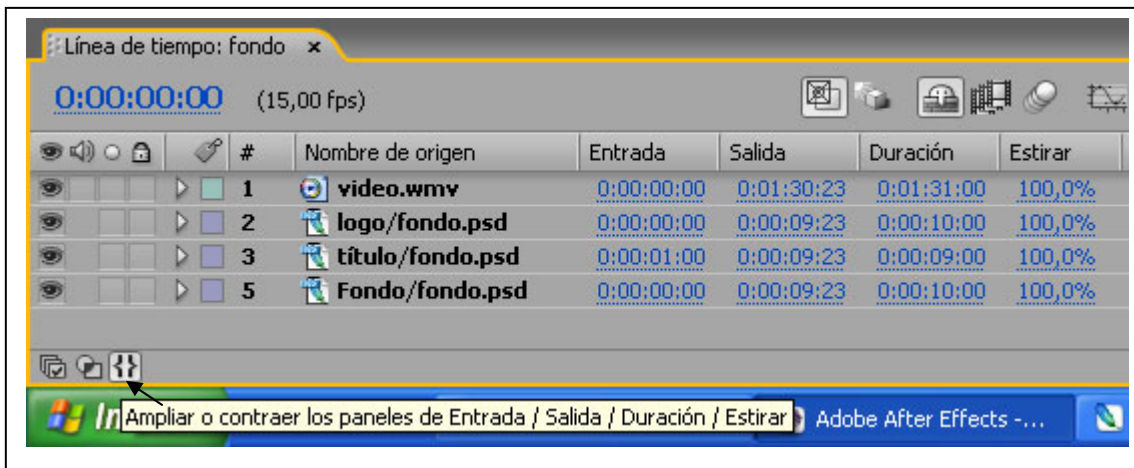 Línea de tiempo: fondo ×
0:00:00:00 (15,00 fps)
# Nombre de origen Entrada Salida Duración Estirar
1 video.wmv 0:00:00:00 0:01:30:23 0:01:31:00 100,0%
2 logo/fondo.psd 0:00:00:00 0:00:09:23 0:00:10:00 100,0%
3 título/fondo.psd 0:00:01:00 0:00:09:23 0:00:09:00 100,0%
5 Fondo/fondo.psd 0:00:00:00 0:00:09:23 0:00:10:00 100,0%
In
Ampliar o contraer los paneles de Entrada / Salida / Duración / Estirar
Adobe After Effects -...